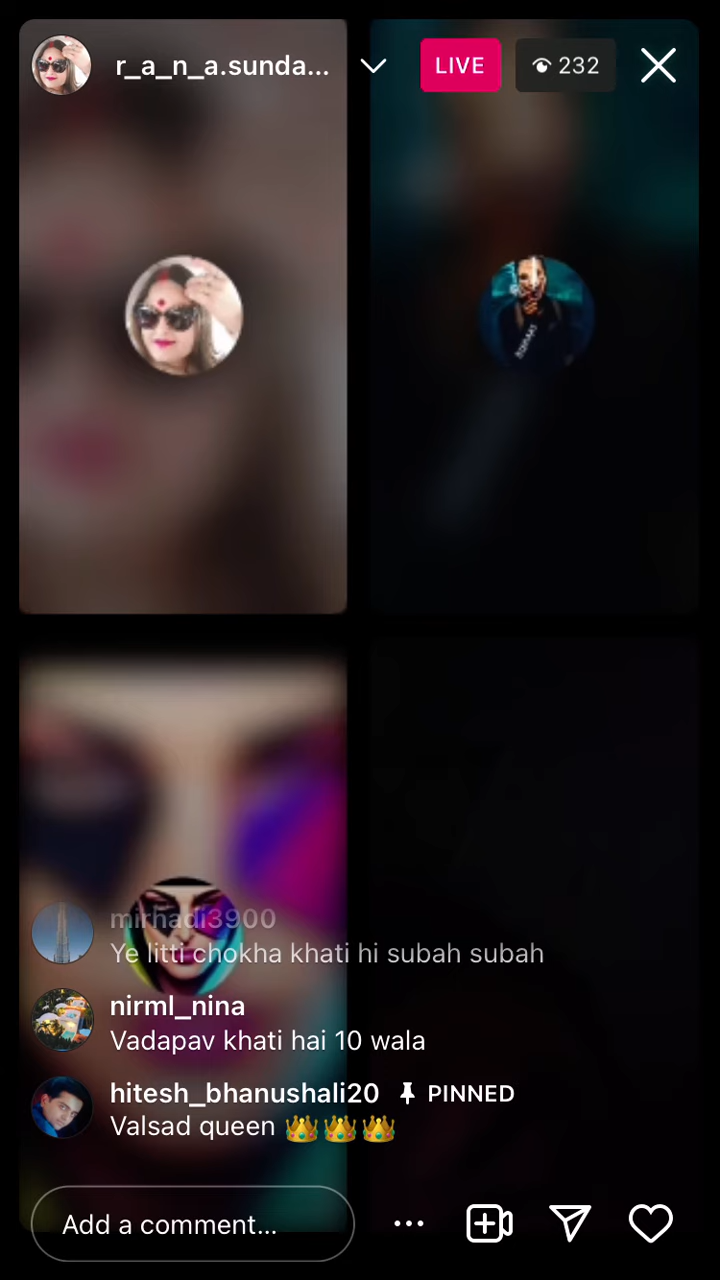 r_a_n_a.sunda...
LIVE
232
mirhadi3900
Ye litti chokha khati hi subah subah
nirml_nina
Vadapav khati hai 10 wala
hitesh_bhanushali20 PINNED
Valsad queen 👑👑👑
Add a comment...